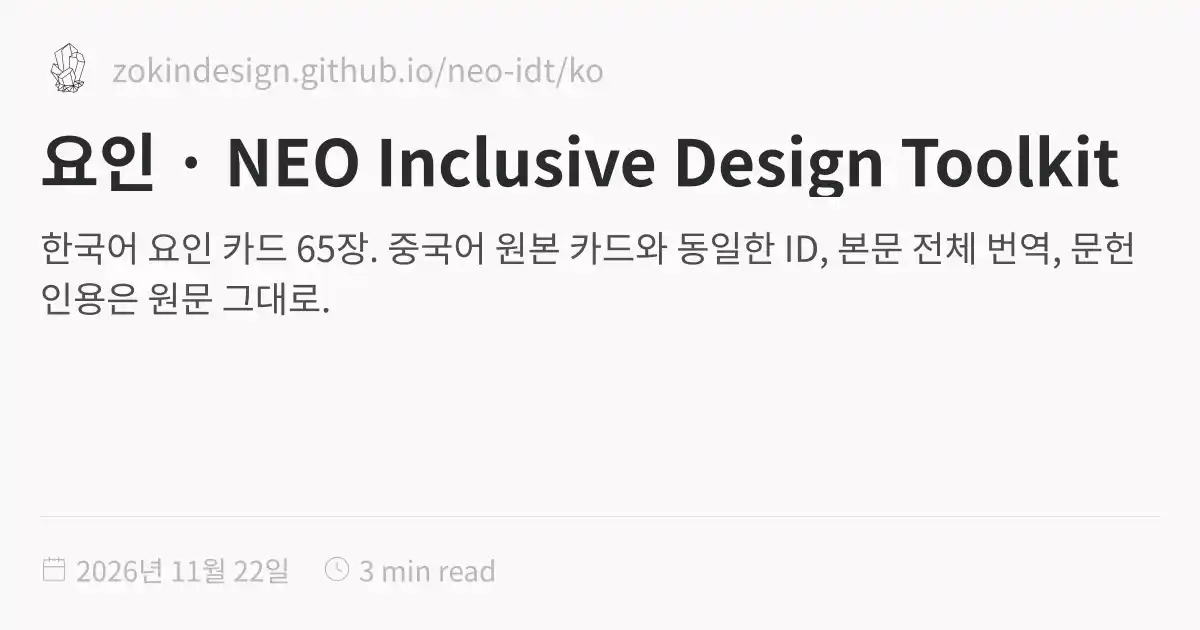 zokindesign.github.io/neo-idt/ko
요인 · NEO Inclusive Design Toolkit
한국어 요인 카드 65장. 중국어 원본 카드와 동일한 ID, 본문 전체 번역, 문헌
인용은 원문 그대로.
2026년 11월 22일 3 min read